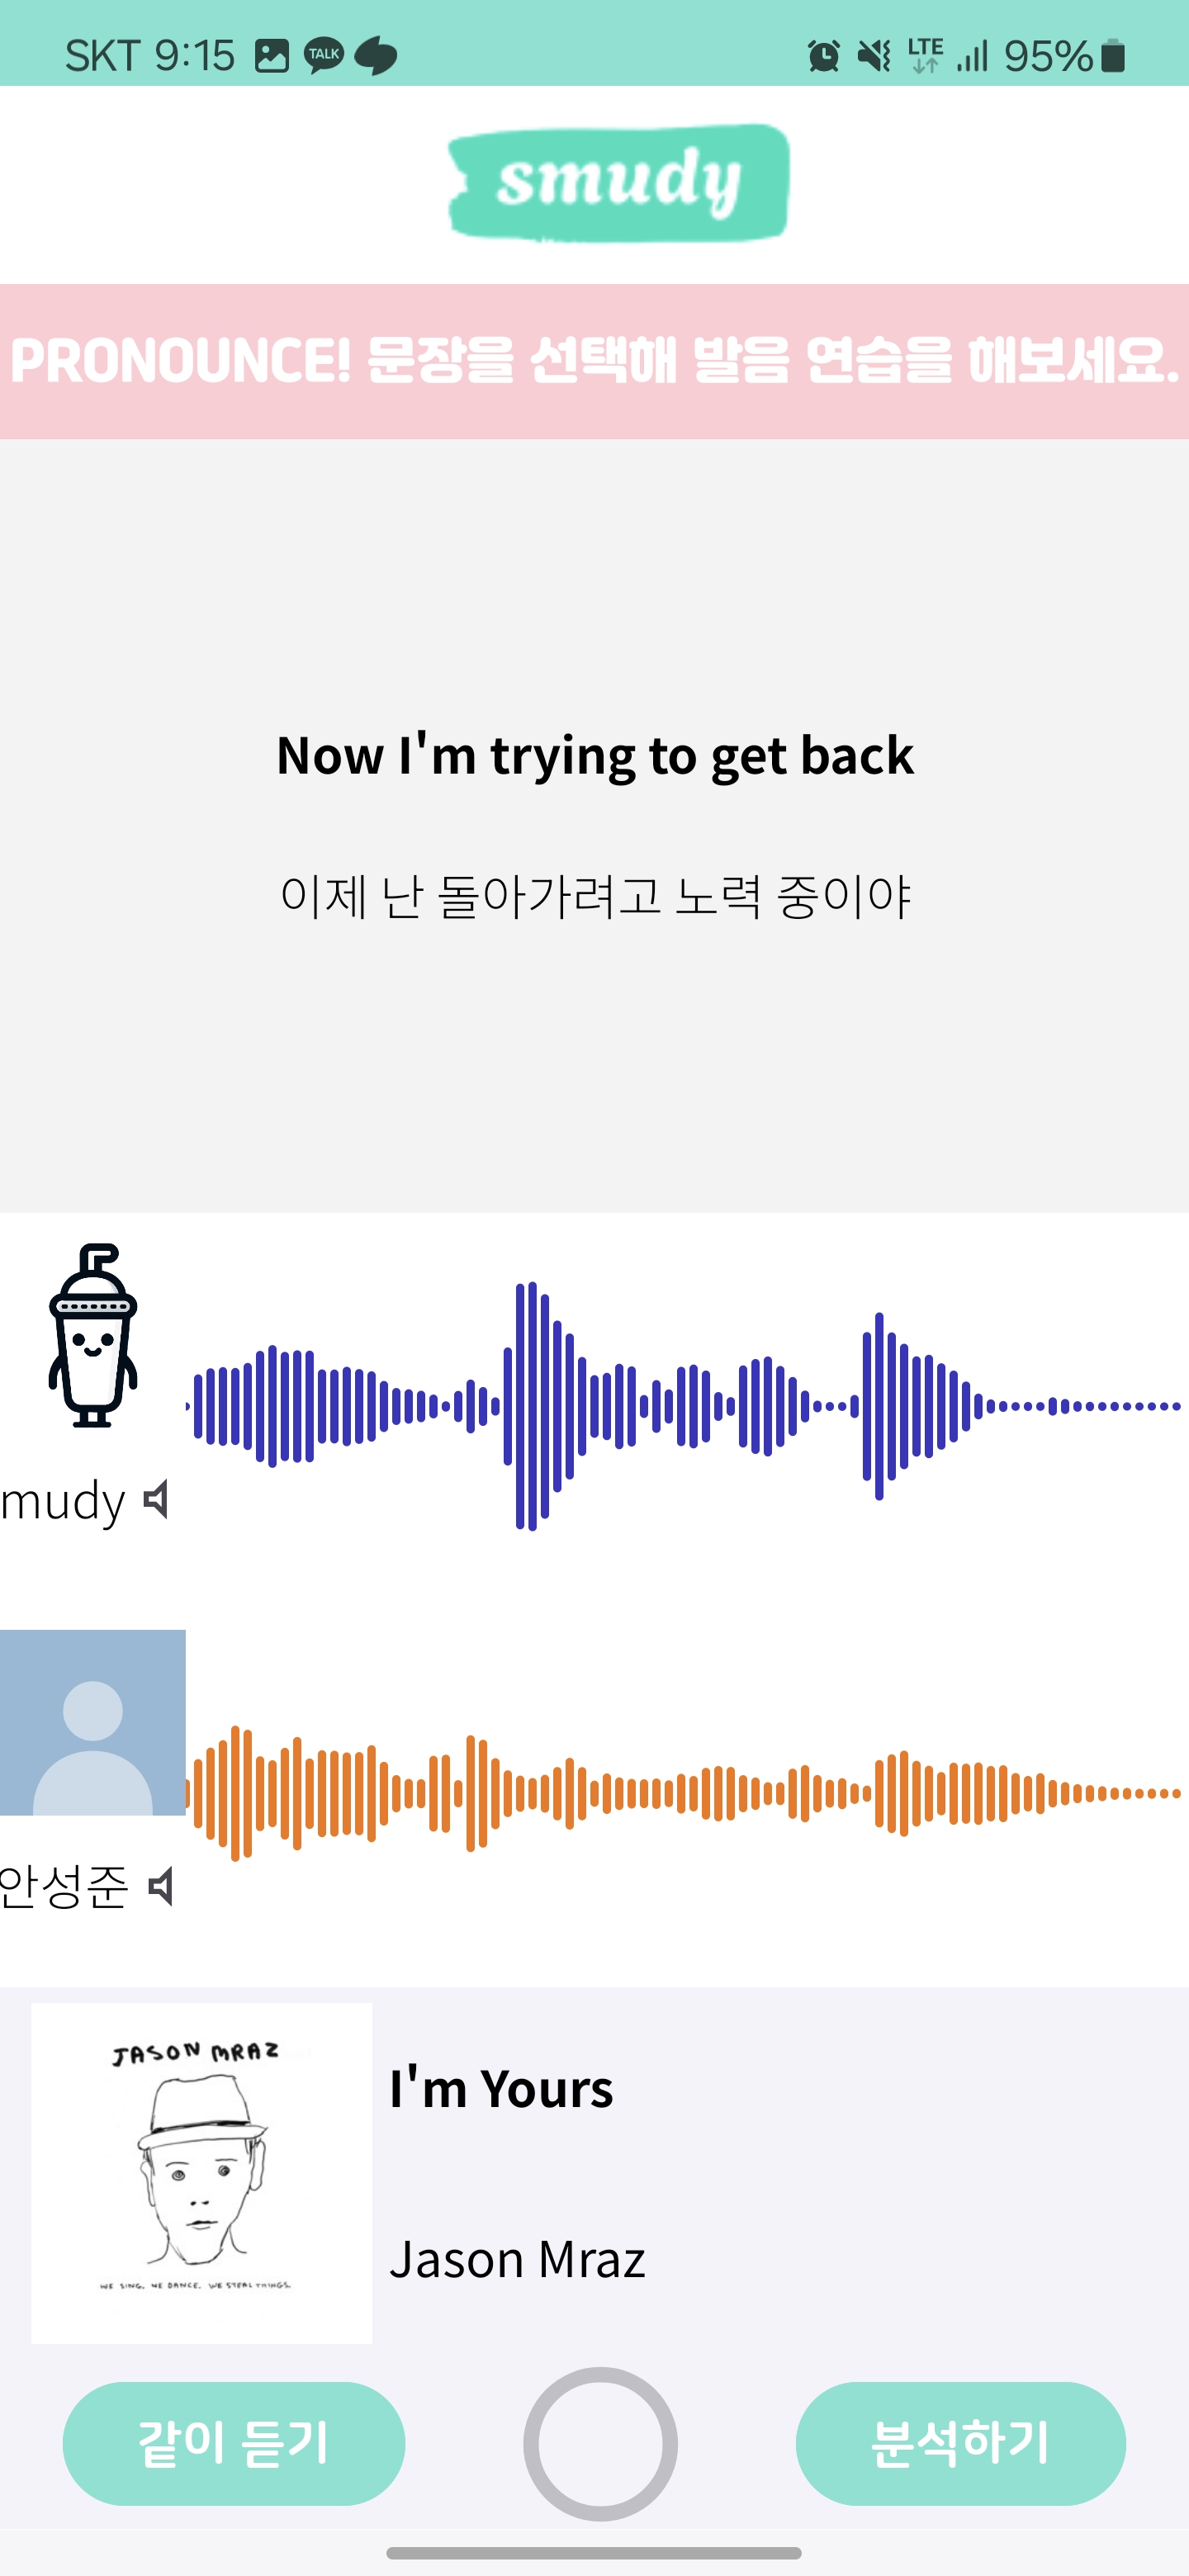 SKT 9:15 TALK LTE 95%
smudy
PRONOUNCE! 문장을 선택해 발음 연습을 해보세요.
Now I'm trying to get back
이제 난 돌아가려고 노력 중이야
mudy
안성준
JASON MRAZ
WE SING. WE DANCE. WE STEAL THINGS.
I'm Yours
Jason Mraz
같이 듣기
분석하기